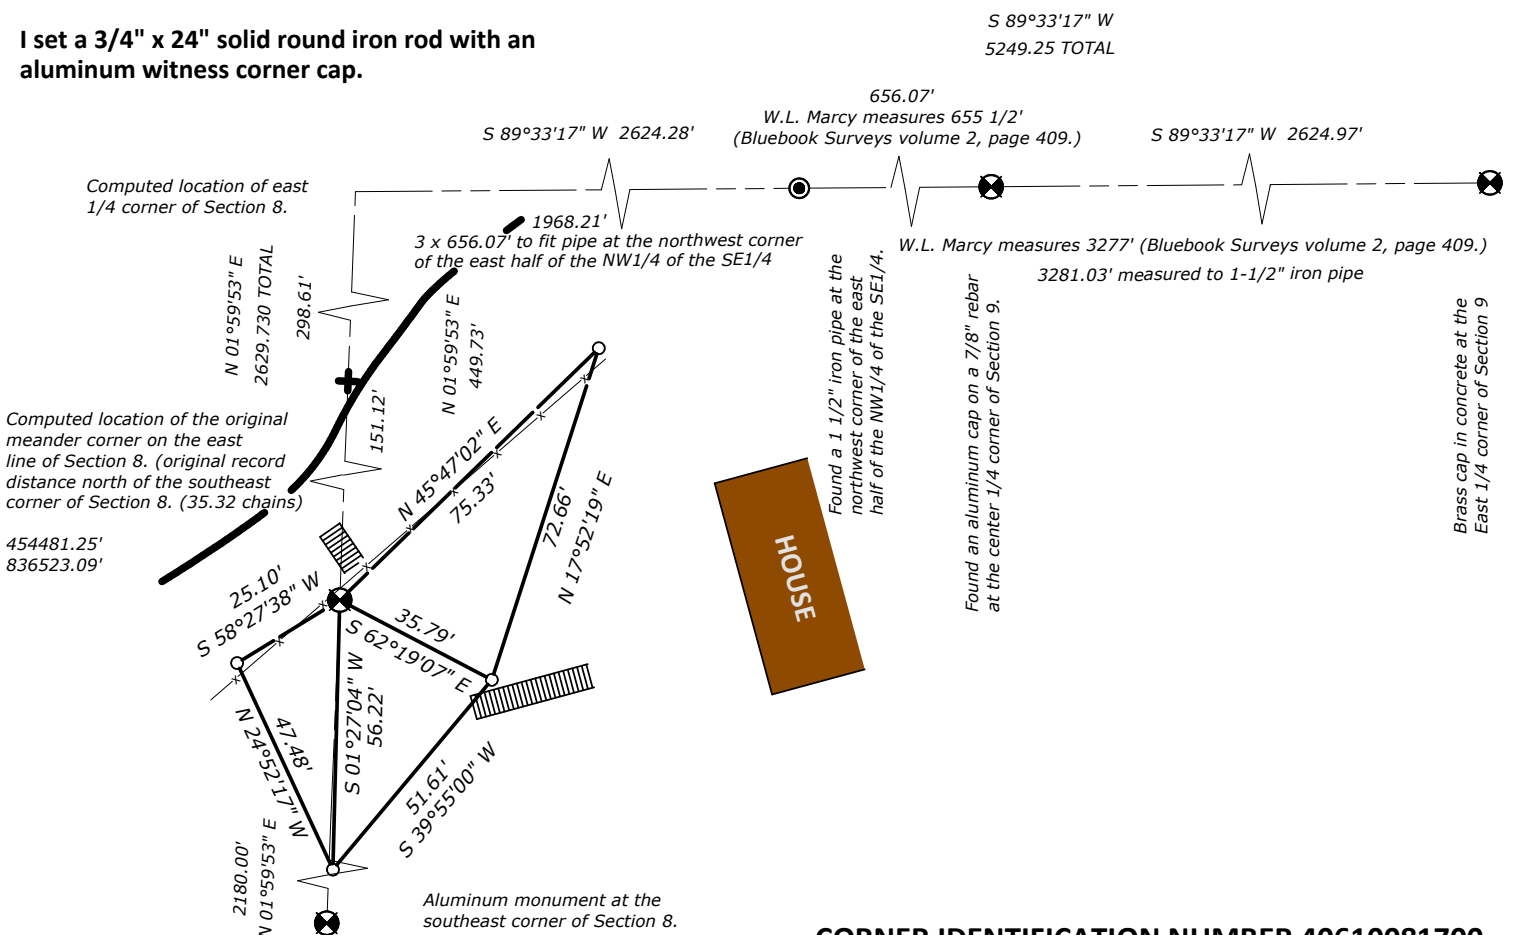 I set a 3/4" x 24" solid round iron rod with an
aluminum witness corner cap.
S 89°33'17" W
5249.25 TOTAL
656.07'
W.L. Marcy measures 655 1/2'
(Bluebook Surveys volume 2, page 409.)
S 89°33'17" W  2624.28'
S 89°33'17" W  2624.97'
Computed location of east
1/4 corner of Section 8.
1968.21'
3 x 656.07' to fit pipe at the northwest corner
of the east half of the NW1/4 of the SE1/4
W.L. Marcy measures 3277' (Bluebook Surveys volume 2, page 409.)
3281.03' measured to 1-1/2" iron pipe
N 01°59'53" E
2629.730 TOTAL
298.61'
N 01°59'53" E
449.73'
151.12'
Found a 1 1/2" iron pipe at the
northwest corner of the east
half of the NW1/4 of the SE1/4.
Found an aluminum cap on a 7/8" rebar
at the center 1/4 corner of Section 9.
Brass cap in concrete at the
East 1/4 corner of Section 9
Computed location of the original
meander corner on the east
line of Section 8. (original record
distance north of the southeast
corner of Section 8. (35.32 chains)
454481.25'
836523.09'
N 45°47'02" E
75.33'
72.66'
N 17°52'19" E
HOUSE
25.10'
S 58°27'38" W
35.79'
S 62°19'07" E
S 01°27'04" W
56.22'
47.48'
N 24°52'17" W
51.61'
S 39°55'00" W
2180.00'
N 01°59'53" E
Aluminum monument at the
southeast corner of Section 8.
CORNER IDENTIFICATION NUMBER 40610081700